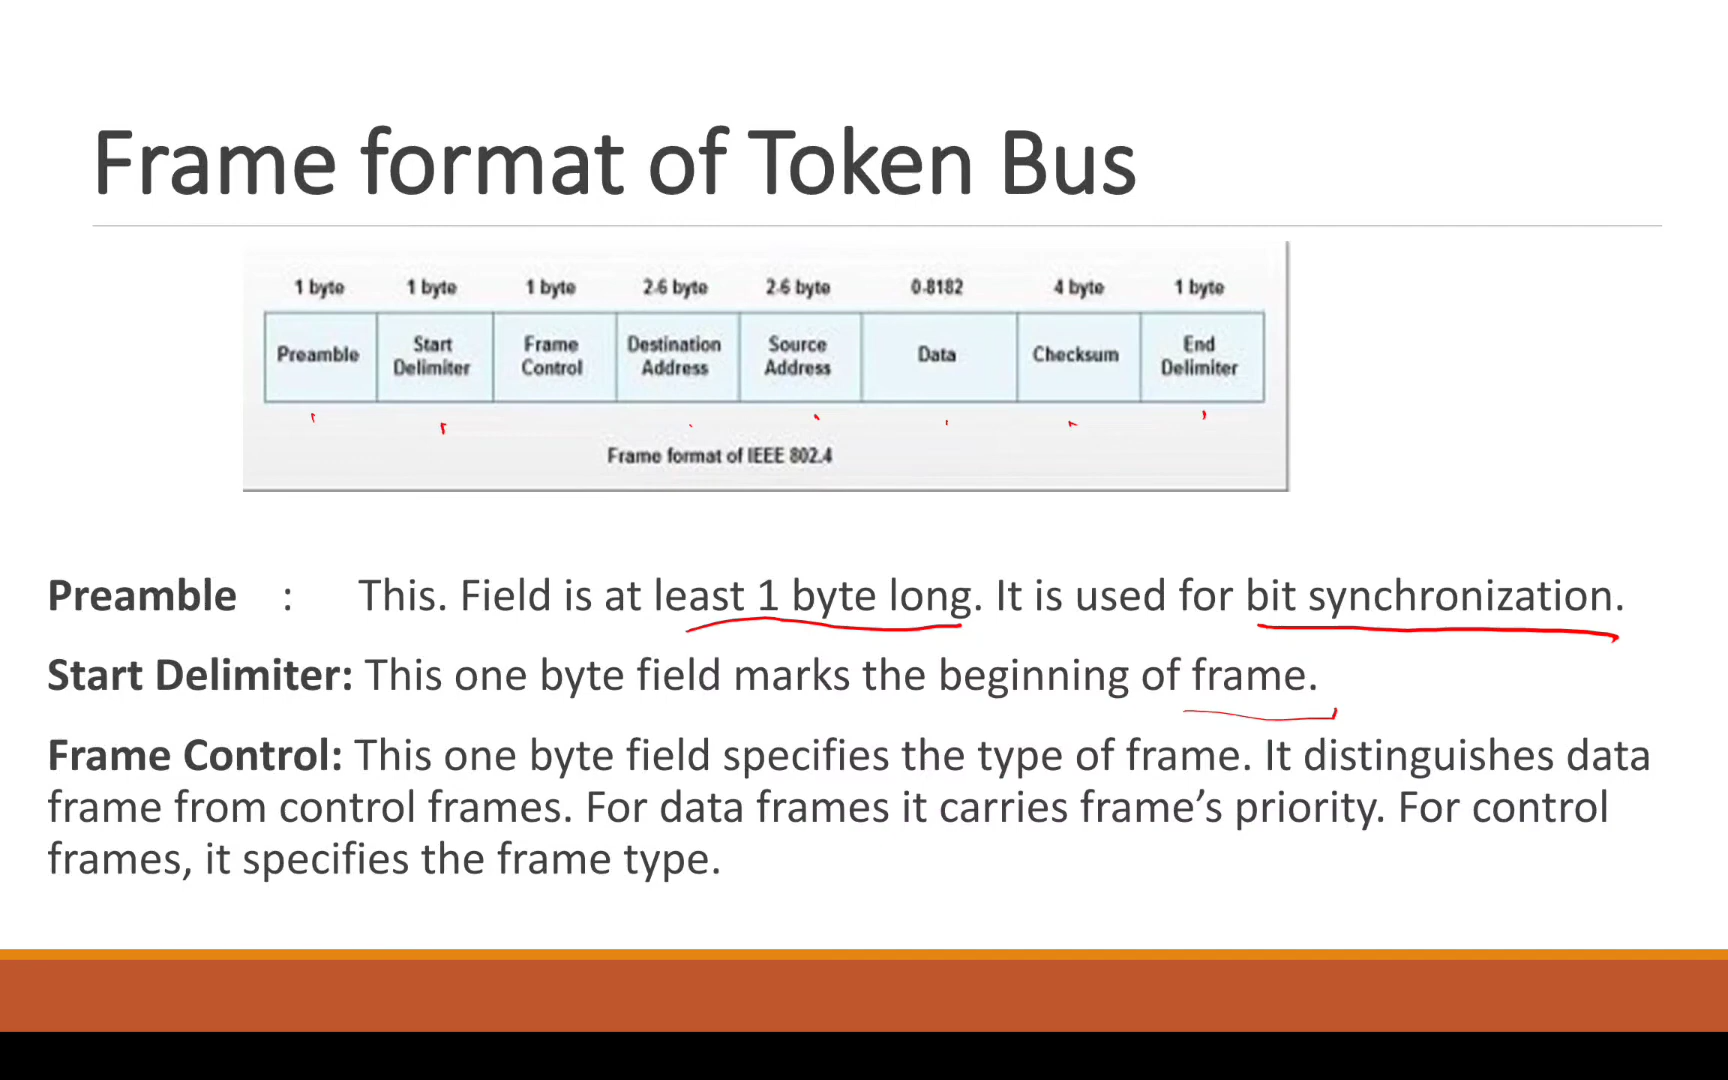 Frame format of Token Bus
1 byte 1 byte 1 byte 2-6 byte 2-6 byte 0-8182 4 byte 1 byte
Preamble Start Delimiter Frame Control Destination Address Source Address Data Checksum End Delimiter
Frame format of IEEE 802.4
Preamble : This. Field is at least 1 byte long. It is used for bit synchronization.
Start Delimiter: This one byte field marks the beginning of frame.
Frame Control: This one byte field specifies the type of frame. It distinguishes data
frame from control frames. For data frames it carries frame’s priority. For control
frames, it specifies the frame type.